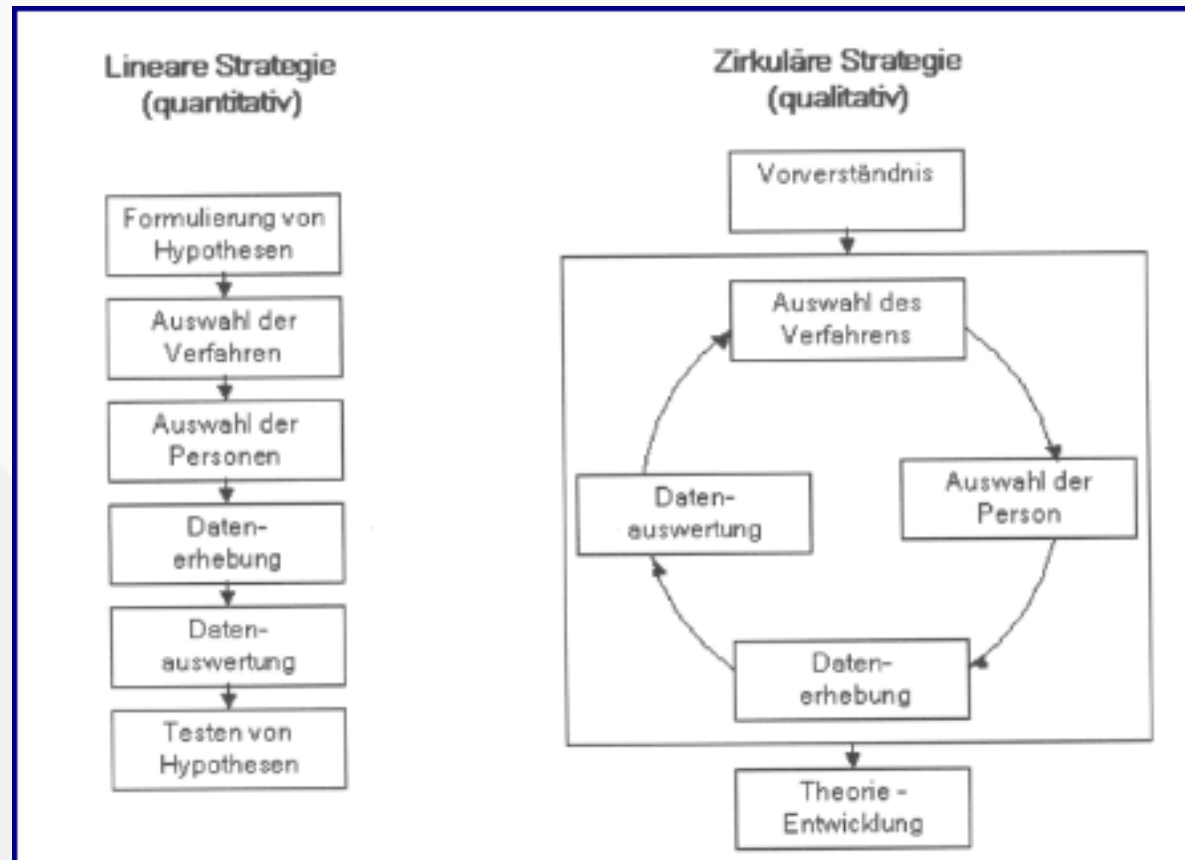 Lineare Strategie
(quantitativ)
Formulierung von
Hypothesen
Auswahl der
Verfahren
Auswahl der
Personen
Daten-
erhebung
Daten-
auswertung
Testen von
Hypothesen
Zirkuläre Strategie
(qualitativ)
Vorverständnis
Auswahl des
Verfahrens
Auswahl der
Person
Daten-
erhebung
Daten-
auswertung
Theorie -
Entwicklung